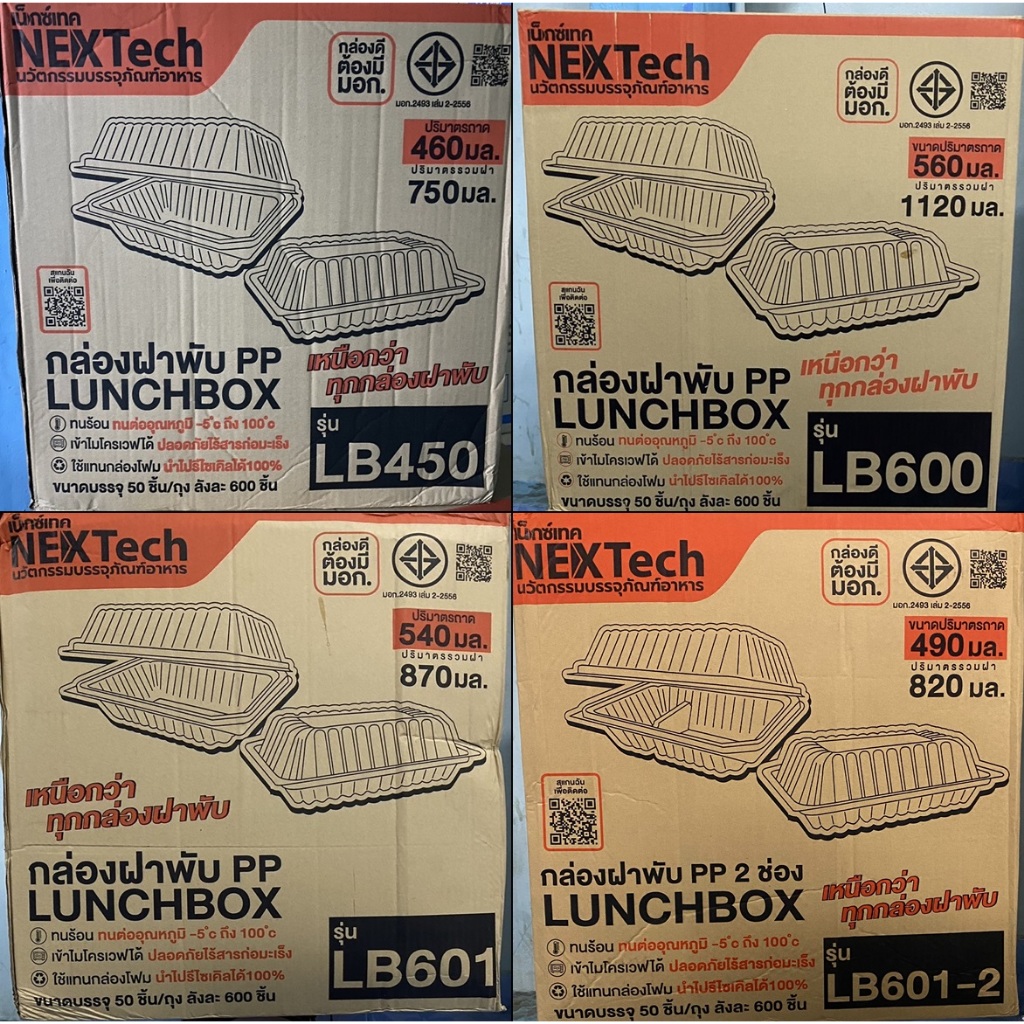 เน็กซ์เทค
NEXTech
นวัตกรรมบรรจุภัณฑ์อาหาร
กล่องดี
ต้องมี
มอก.
มอก.2493 เล่ม 2-2556
ปริมาตรถาด
460 มล.
ปริมาตรรวมฝา
750 มล.
สแกนฉัน
เพื่อติดต่อ
กล่องฝาพับ PP
LUNCHBOX
เหนือกว่า
ทุกกล่องฝาพับ
ทนร้อน ทนต่ออุณหภูมิ -5°c ถึง 100°c
เข้าไมโครเวฟได้ ปลอดภัยไร้สารก่อมะเร็ง
ใช้แทนกล่องโฟม นำไปรีไซเคิลได้100%
ขนาดบรรจุ 50 ชิ้น/ถุง ลังละ 600 ชิ้น
รุ่น
LB450
เน็กซ์เทค
NEXTech
นวัตกรรมบรรจุภัณฑ์อาหาร
กล่องดี
ต้องมี
มอก.
มอก.2493 เล่ม 2-2556
ขนาดปริมาตรถาด
560 มล.
ปริมาตรรวมฝา
1120 มล.
สแกนฉัน
เพื่อติดต่อ
กล่องฝาพับ PP
LUNCHBOX
เหนือกว่า
ทุกกล่องฝาพับ
ทนร้อน ทนต่ออุณหภูมิ -5°c ถึง 100°c
เข้าไมโครเวฟได้ ปลอดภัยไร้สารก่อมะเร็ง
ใช้แทนกล่องโฟม นำไปรีไซเคิลได้100%
ขนาดบรรจุ 50 ชิ้น/ถุง ลังละ 600 ชิ้น
รุ่น
LB600
เน็กซ์เทค
NEXTech
นวัตกรรมบรรจุภัณฑ์อาหาร
กล่องดี
ต้องมี
มอก.
มอก.2493 เล่ม 2-2556
ปริมาตรถาด
540 มล.
ปริมาตรรวมฝา
870 มล.
เหนือกว่า
ทุกกล่องฝาพับ
กล่องฝาพับ PP
LUNCHBOX
ทนร้อน ทนต่ออุณหภูมิ -5°c ถึง 100°c
เข้าไมโครเวฟได้ ปลอดภัยไร้สารก่อมะเร็ง
ใช้แทนกล่องโฟม นำไปรีไซเคิลได้100%
ขนาดบรรจุ 50 ชิ้น/ถุง ลังละ 600 ชิ้น
รุ่น
LB601
เน็กซ์เทค
NEXTech
นวัตกรรมบรรจุภัณฑ์อาหาร
กล่องดี
ต้องมี
มอก.
มอก.2493 เล่ม 2-2556
ขนาดปริมาตรถาด
490 มล.
ปริมาตรรวมฝา
820 มล.
สแกนฉัน
เพื่อติดต่อ
กล่องฝาพับ PP 2 ช่อง
LUNCHBOX
เหนือกว่า
ทุกกล่องฝาพับ
ทนร้อน ทนต่ออุณหภูมิ -5°c ถึง 100°c
เข้าไมโครเวฟได้ ปลอดภัยไร้สารก่อมะเร็ง
ใช้แทนกล่องโฟม นำไปรีไซเคิลได้100%
ขนาดบรรจุ 50 ชิ้น/ถุง ลังละ 600 ชิ้น
รุ่น
LB601-2